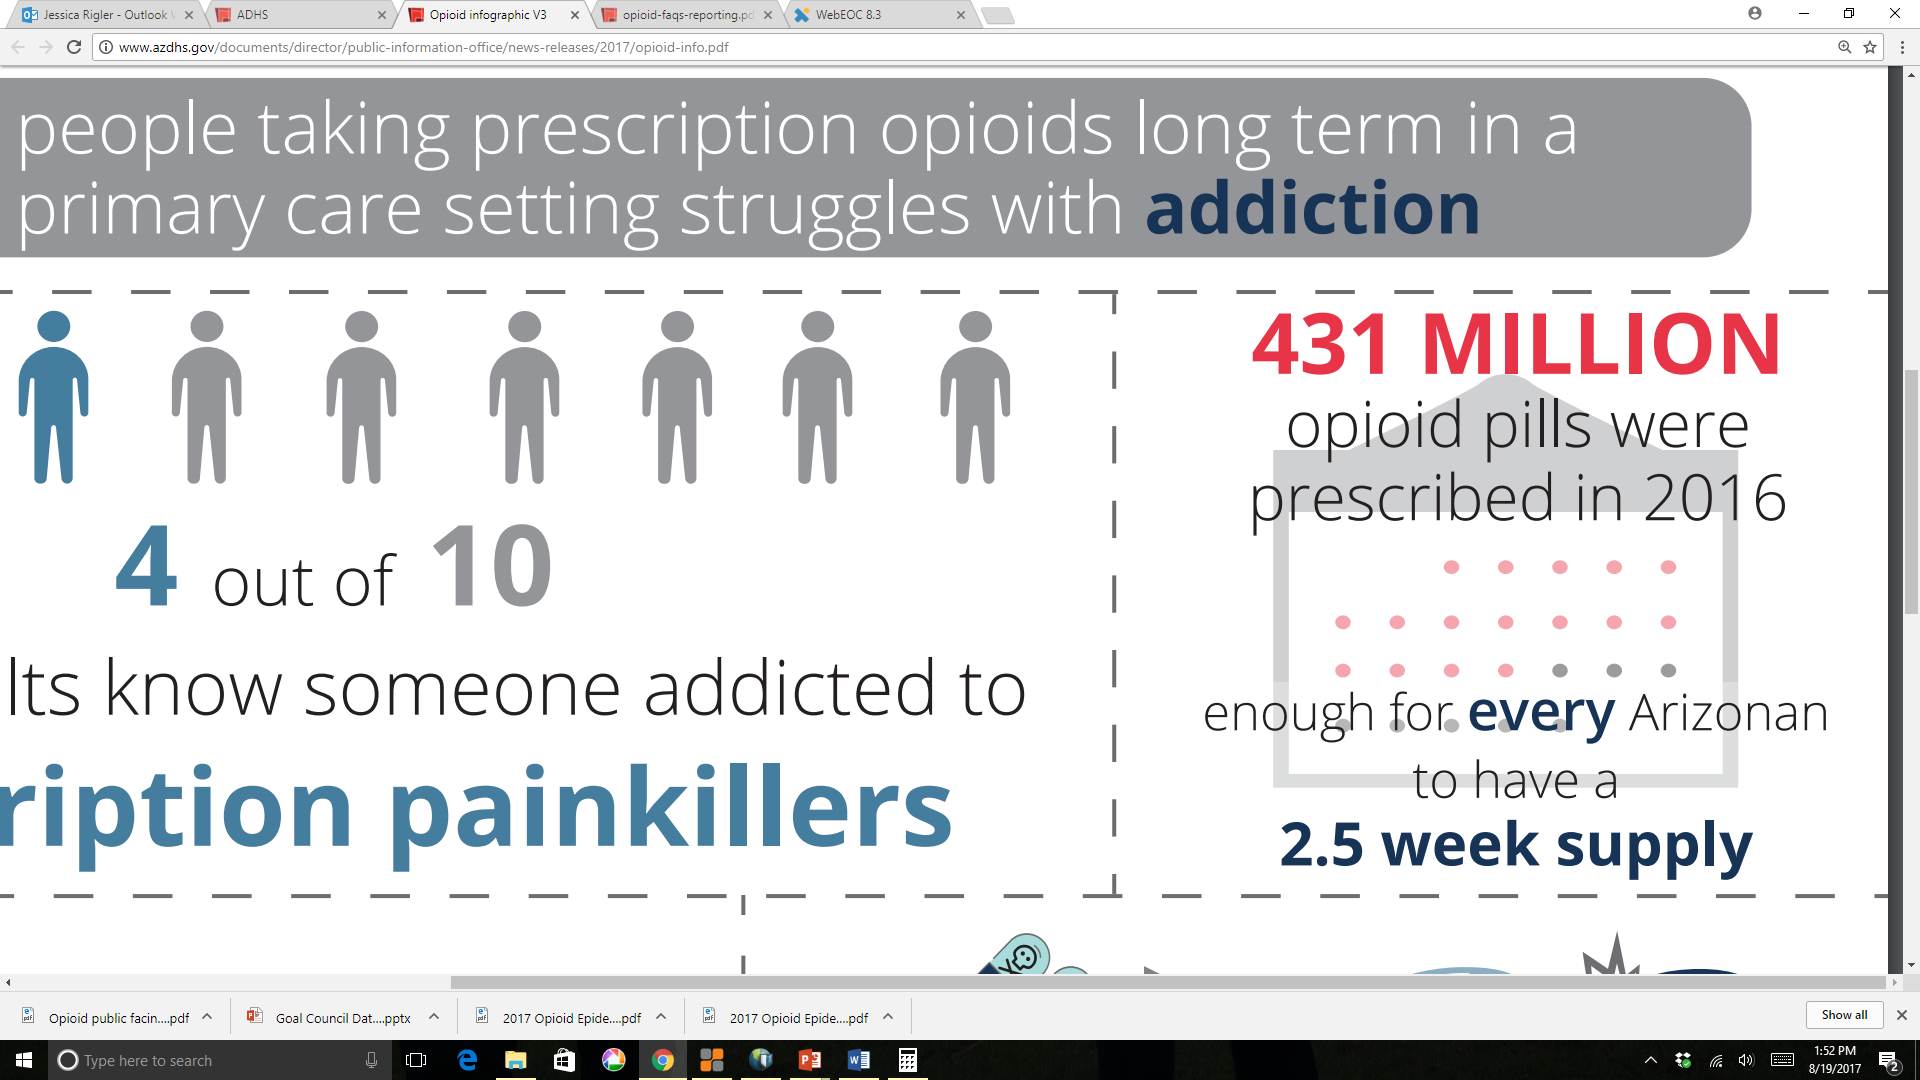 Jessica Rigler - Outlook
ADHS
Opioid infographic V3
opioid-faqs-reporting.pd
WebEOC 8.3
www.azdhs.gov/documents/director/public-information-office/news-releases/2017/opioid-info.pdf
people taking prescription opioids long term in a
primary care setting struggles with addiction
4 out of 10
lts know someone addicted to
ription painkillers
431 MILLION
opioid pills were
prescribed in 2016
enough for every Arizonan
to have a
2.5 week supply
Opioid public facin....pdf
Goal Council Dat....pptx
2017 Opioid Epide....pdf
2017 Opioid Epide....pdf
Show all
Type here to search
1:52 PM
8/19/2017
2